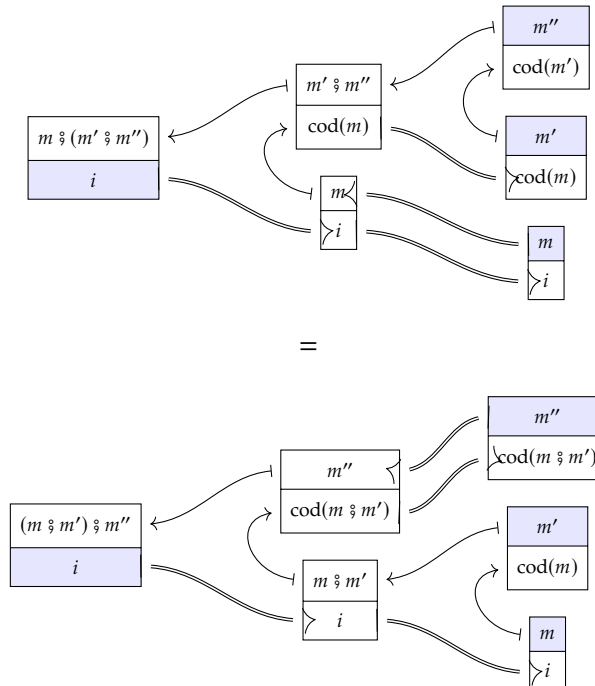 m″
cod(m′)
m′ ⨟ m″
cod(m)
m ⨟ (m′ ⨟ m″)
i
m′
cod(m)
m
i
m
i
=
m″
cod(m ⨟ m′)
m″
cod(m ⨟ m′)
(m ⨟ m′) ⨟ m″
i
m′
cod(m)
m ⨟ m′
i
m
i